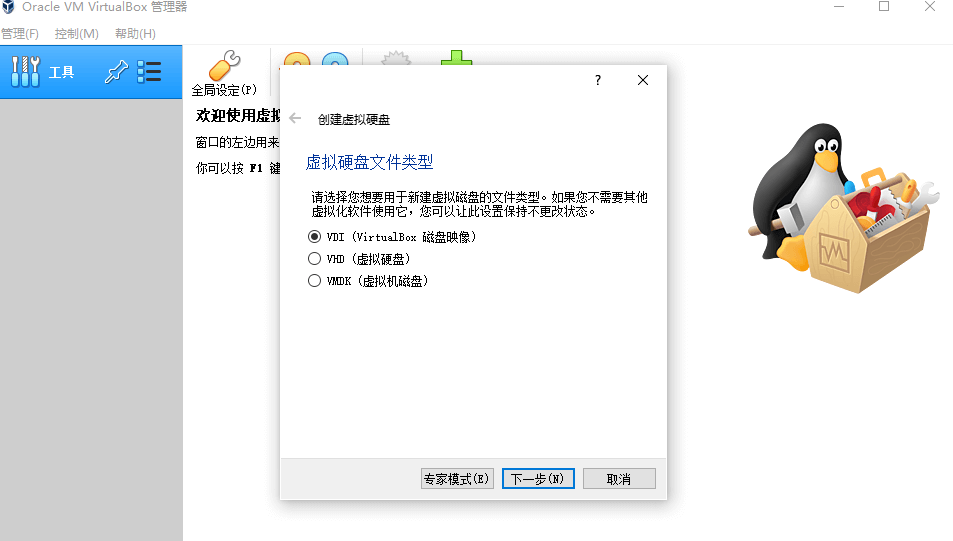 Oracle VM VirtualBox 管理器
管理(F) 控制(M) 帮助(H)
工具
全局设定(P)
欢迎使用虚拟
窗口的左边用来
你可以按 F1 键
?
创建虚拟硬盘
虚拟硬盘文件类型
请选择您想要用于新建虚拟磁盘的文件类型。如果您不需要其他
虚拟化软件使用它，您可以让此设置保持不更改状态。
VDI (VirtualBox 磁盘映像)
VHD (虚拟硬盘)
VMDK (虚拟机磁盘)
专家模式(E) 下一步(N) 取消